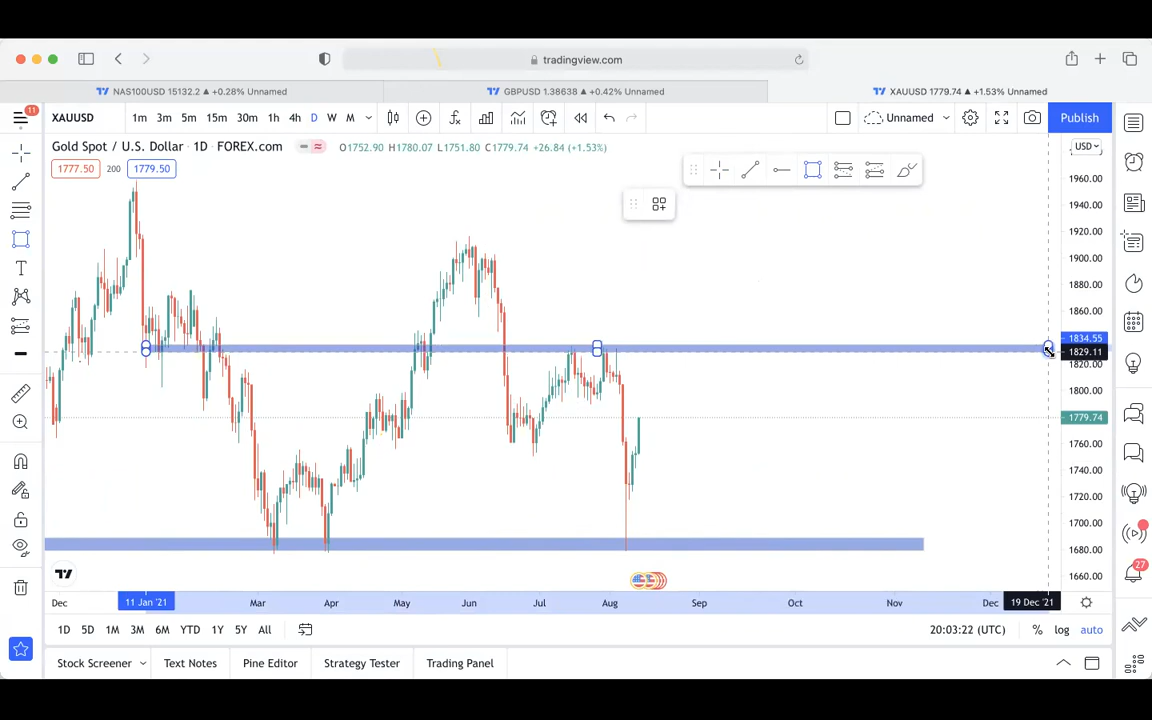 tradingview.com
NAS100USD 15132.2 ▲ +0.28% Unnamed
GBPUSD 1.38638 ▲ +0.42% Unnamed
XAUUSD 1779.74 ▲ +1.53% Unnamed
11
XAUUSD 1m 3m 5m 15m 30m 1h 4h D W M Unnamed Publish
Gold Spot / U.S. Dollar · 1D · FOREX.com O1752.90 H1780.07 L1751.80 C1779.74 +26.84 (+1.53%) USD
1777.50 200 1779.50
1960.00
1940.00
1920.00
1900.00
1880.00
1860.00
1834.55
1829.11
1820.00
1800.00
1779.74
1760.00
1740.00
1720.00
1700.00
1680.00
1660.00
27
Dec 11 Jan '21 Mar Apr May Jun Jul Aug Sep Oct Nov Dec 19 Dec '21
1D 5D 1M 3M 6M YTD 1Y 5Y All 20:03:22 (UTC) % log auto
Stock Screener Text Notes Pine Editor Strategy Tester Trading Panel